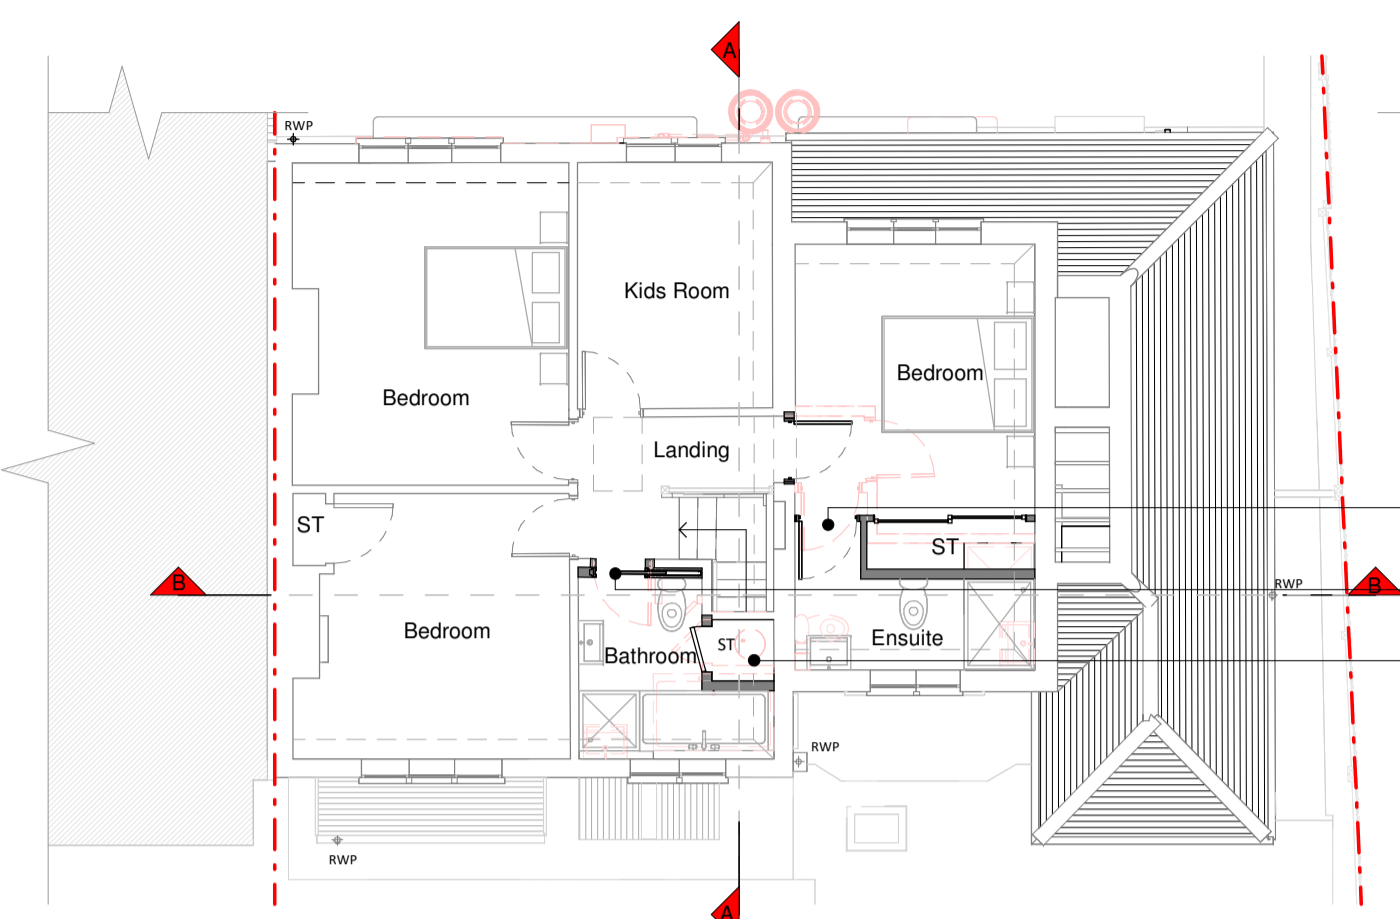 A
RWP
Kids Room
Bedroom
Bedroom
Landing
ST
ST
B
RWP
B
Bedroom
Bathroom
ST
Ensuite
RWP
RWP
A